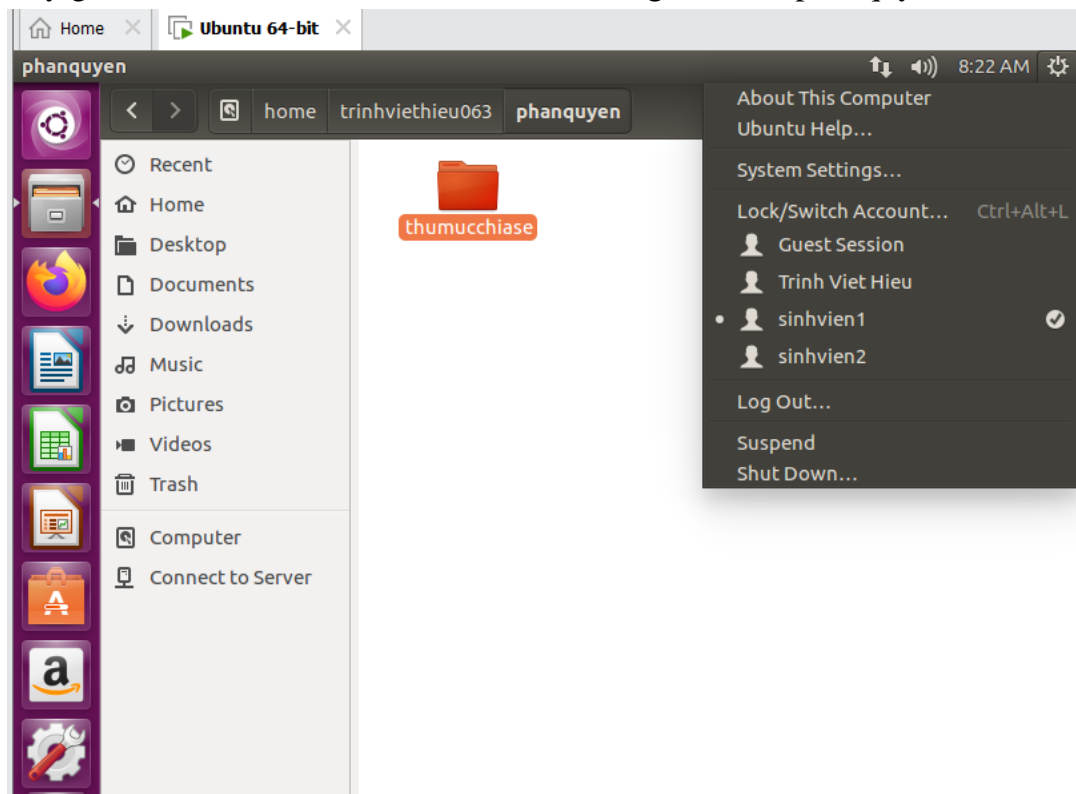 Home
Ubuntu 64-bit
phanquyen
8:22 AM
home trinhviethieu063 phanquyen
Recent
Home
Desktop
Documents
Downloads
Music
Pictures
Videos
Trash
Computer
Connect to Server
thumucchiase
About This Computer
Ubuntu Help...
System Settings...
Lock/Switch Account... Ctrl+Alt+L
Guest Session
Trinh Viet Hieu
sinhvien1
sinhvien2
Log Out...
Suspend
Shut Down...
A
a